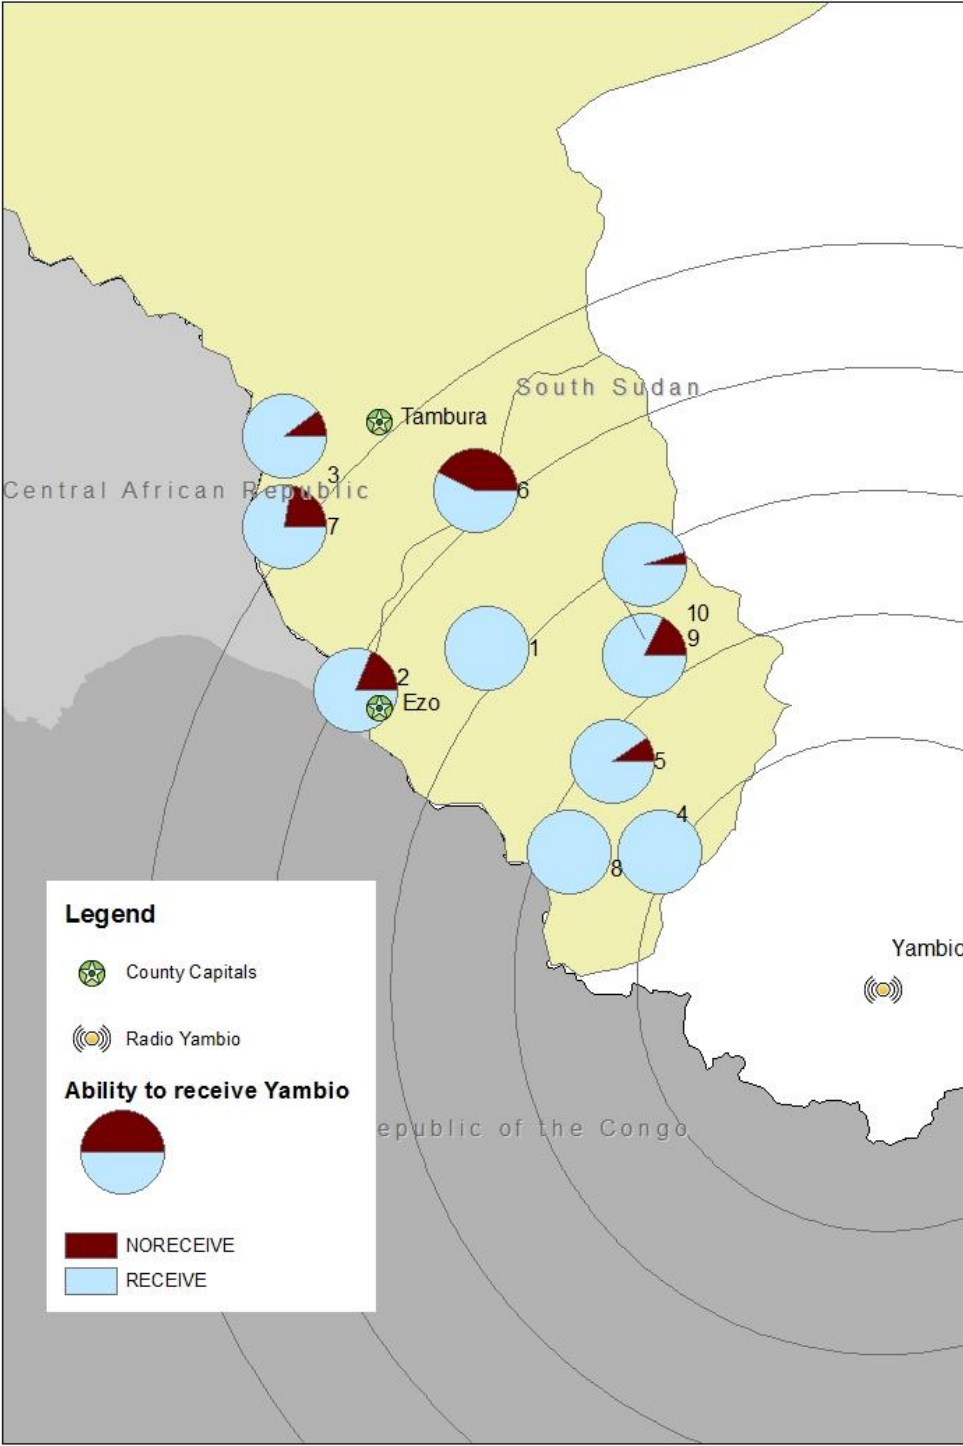 South Sudan
Tambura
3
Central African Republic
6
7
10
9
1
2
Ezo
5
4
8
Yambio
Legend
County Capitals
Radio Yambio
Ability to receive Yambio
epublic of the Congo
NORECEIVE
RECEIVE